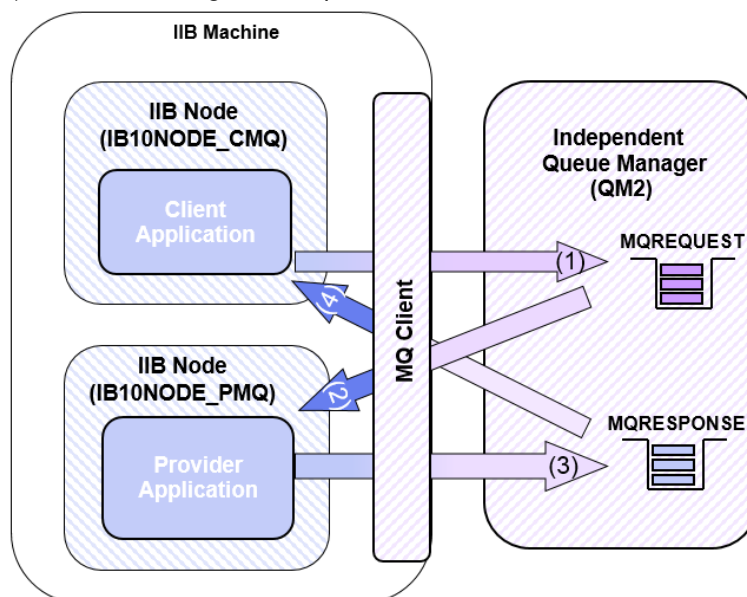 IIB Machine
IIB Node
(IB10NODE_CMQ)
Client
Application
IIB Node
(IB10NODE_PMQ)
Provider
Application
MQ Client
Independent
Queue Manager
(QM2)
MQREQUEST
MQRESPONSE
(1)
(4)
(2)
(3)